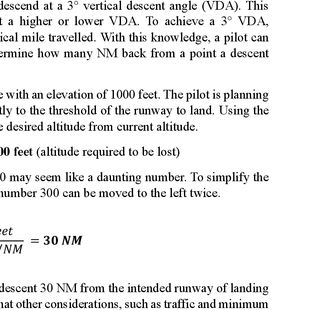 descend at a 3° vertical descent angle (VDA). This
t a higher or lower VDA. To achieve a 3° VDA,
ical mile travelled. With this knowledge, a pilot can
ermine how many NM back from a point a descent
e with an elevation of 1000 feet. The pilot is planning
tly to the threshold of the runway to land. Using the
e desired altitude from current altitude.
00 feet (altitude required to be lost)
0 may seem like a daunting number. To simplify the
number 300 can be moved to the left twice.
eet
/NM = 30 NM
descent 30 NM from the intended runway of landing
hat other considerations, such as traffic and minimum